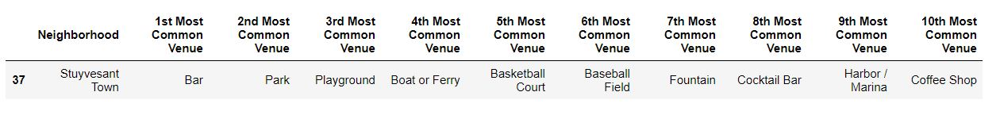 Neighborhood 1st Most Common Venue 2nd Most Common Venue 3rd Most Common Venue 4th Most Common Venue 5th Most Common Venue 6th Most Common Venue 7th Most Common Venue 8th Most Common Venue 9th Most Common Venue 10th Most Common Venue
37 Stuyvesant Town Bar Park Playground Boat or Ferry Basketball Court Baseball Field Fountain Cocktail Bar Harbor / Marina Coffee Shop